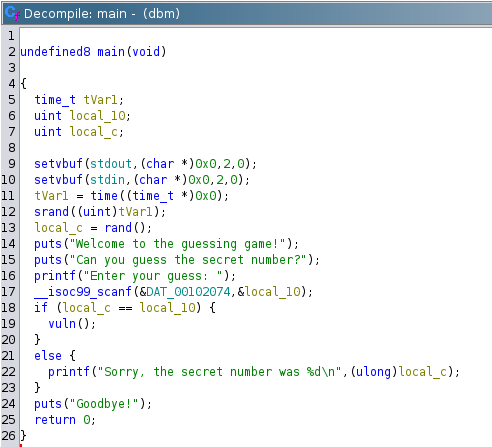 Decompile: main - (dbm)
1
2 undefined8 main(void)
3
4 {
5 time_t tVar1;
6 uint local_10;
7 uint local_c;
8
9 setvbuf(stdout,(char *)0x0,2,0);
10 setvbuf(stdin,(char *)0x0,2,0);
11 tVar1 = time((time_t *)0x0);
12 srand((uint)tVar1);
13 local_c = rand();
14 puts("Welcome to the guessing game!");
15 puts("Can you guess the secret number?");
16 printf("Enter your guess: ");
17 __isoc99_scanf(&DAT_00102074,&local_10);
18 if (local_c == local_10) {
19 vuln();
20 }
21 else {
22 printf("Sorry, the secret number was %d\n",(ulong)local_c);
23 }
24 puts("Goodbye!");
25 return 0;
26 }